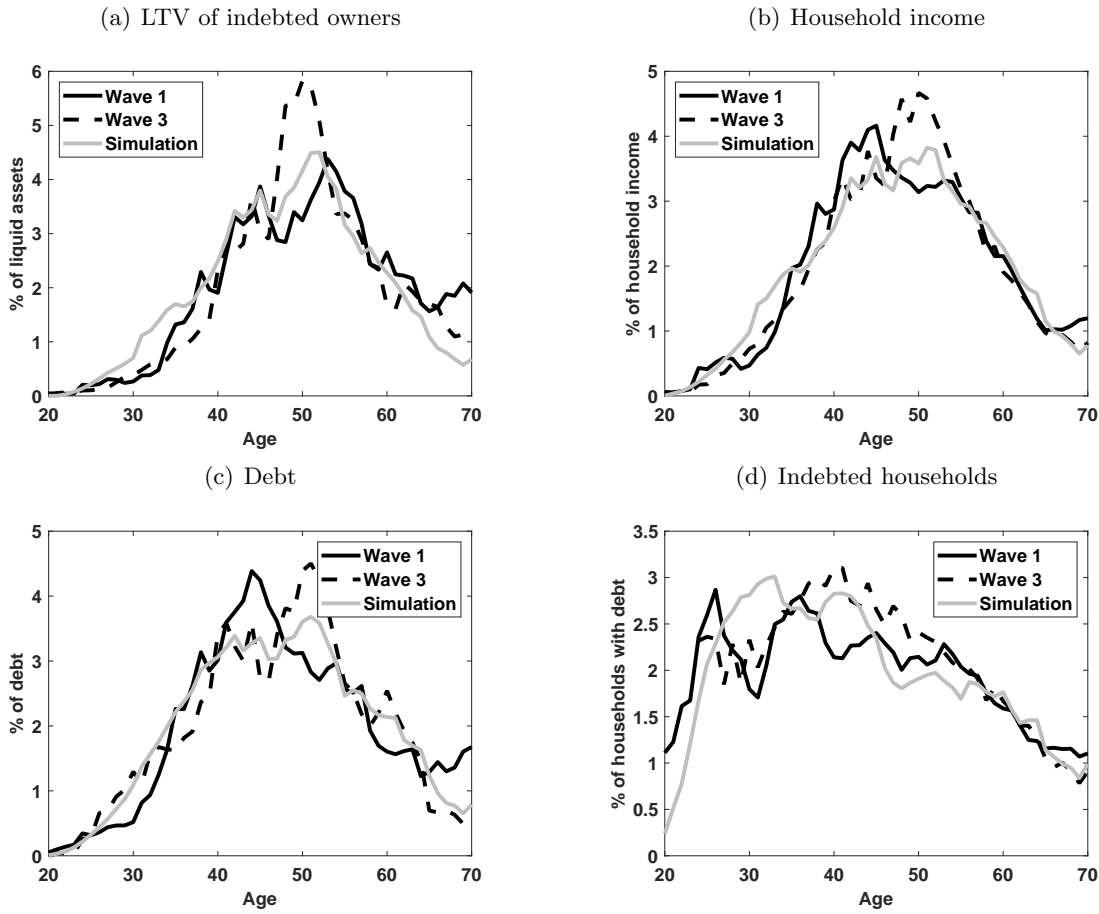 (a) LTV of indebted owners
6
5
4
3
2
1
0
% of liquid assets
Wave 1
Wave 3
Simulation
20 30 40 50 60 70
Age
(b) Household income
5
4
3
2
1
0
% of household income
Wave 1
Wave 3
Simulation
20 30 40 50 60 70
Age
(c) Debt
5
4
3
2
1
0
% of debt
Wave 1
Wave 3
Simulation
20 30 40 50 60 70
Age
(d) Indebted households
3.5
3
2.5
2
1.5
1
0.5
0
% of households with debt
Wave 1
Wave 3
Simulation
20 30 40 50 60 70
Age